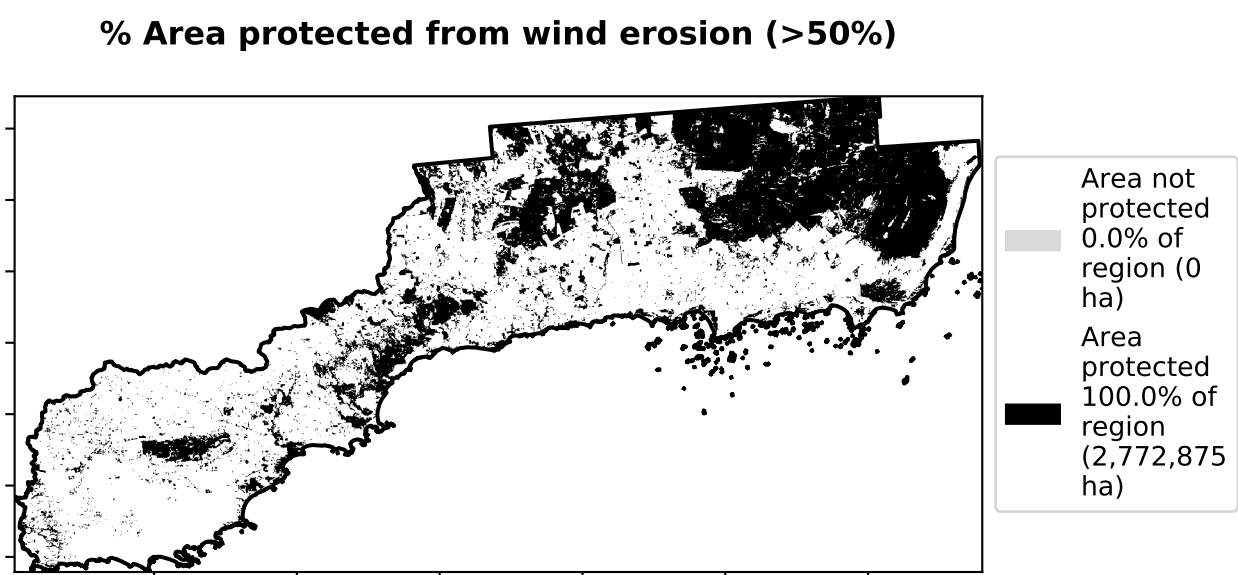 % Area protected from wind erosion (>50%)
Area not
protected
0.0% of
region (0
ha)
Area
protected
100.0% of
region
(2,772,875
ha)